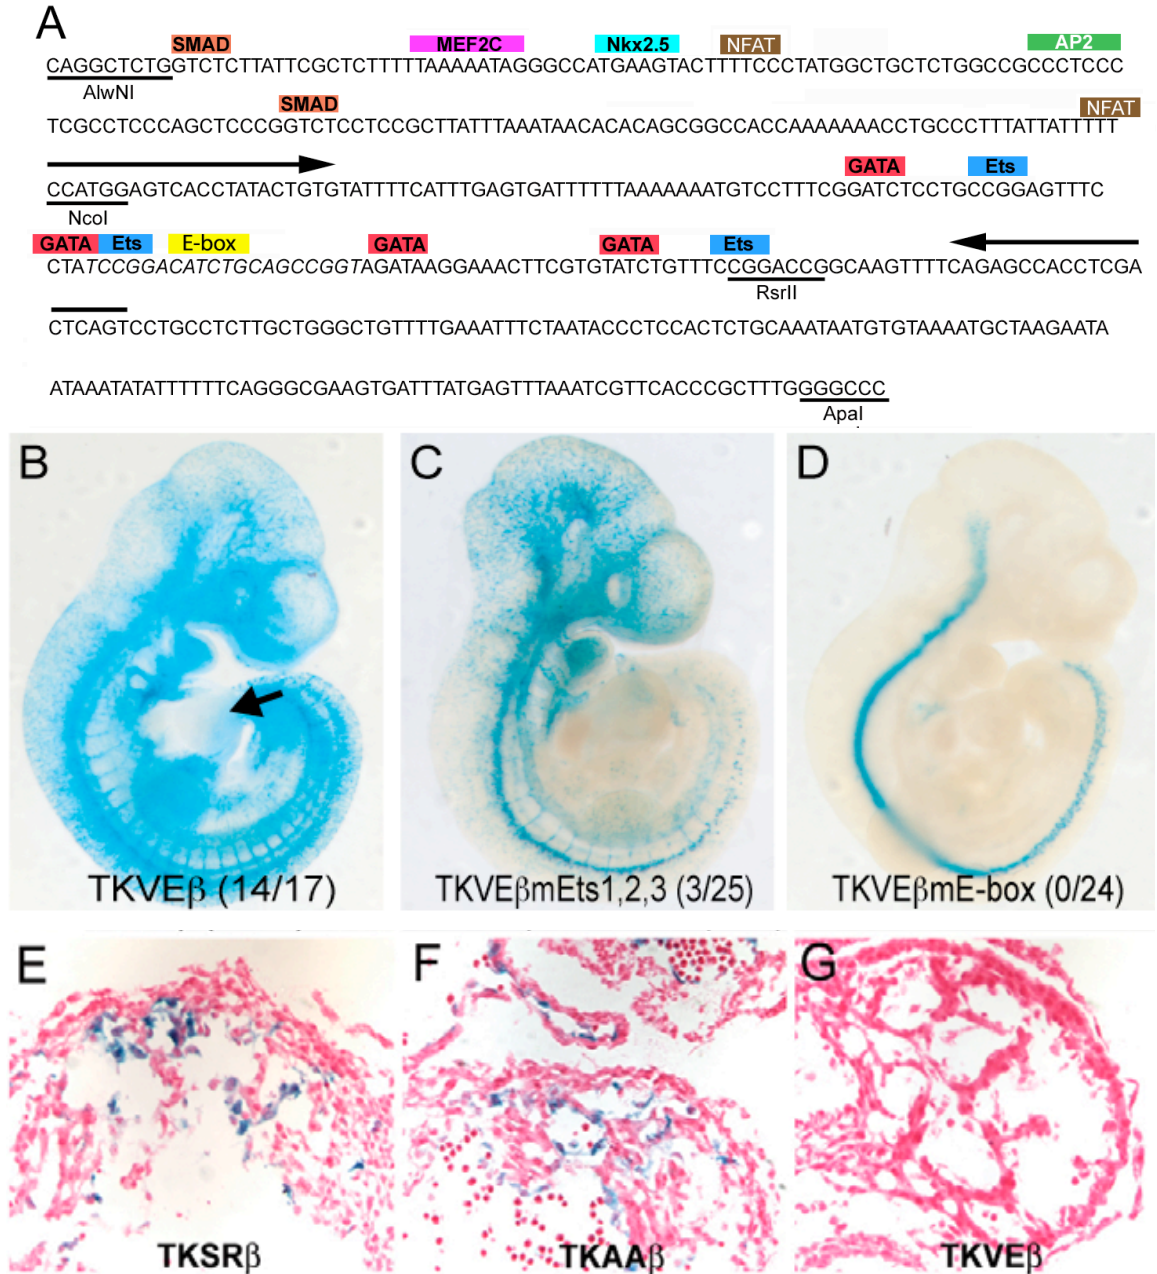 A
SMAD MEF2C Nkx2.5 NFAT AP2
CAGGCTCTGGTCTCTTATTCGCTCTTTTTAAAAATAGGGCCATGAAGTACTTTTCCCTATGGCTGCTCTGGCCGCCCTCCC
AlwNI
SMAD NFAT
TCGCCTCCCAGCTCCCGGTCTCCTCCGCTTATTTAAATAACACACAGCGGCCACCAAAAAAACCTGCCCTTTATTATTTTT
GATA Ets
CCATGGAGTCACCTATACTGTGTATTTTCATTTGAGTGATTTTTTAAAAAAATGTCCTTTCGGATCTCCTGCCGGAGTTTC
NcoI
GATA Ets E-box GATA GATA Ets
CTATCCGGACATCTGCAGCCGGTAGATAAGGAAACTTCGTGTATCTGTTTCCGGACCGGCAAGTTTTCAGAGCCACCTCGA
RsrII
CTCAGTCCTGCCTCTTGCTGGGCTGTTTTGAAATTTCTAATACCCTCCACTCTGCAAATAATGTGTAAAATGCTAAGAATA
ATAAATATATTTTTTCAGGGCGAAGTGATTTATGAGTTTAAATCGTTCACCCGCTTTGGGGCCC
ApaI
B C D
TKVEβ (14/17) TKVEβmEts1,2,3 (3/25) TKVEβmE-box (0/24)
E F G
TKSRβ TKAAβ TKVEβ